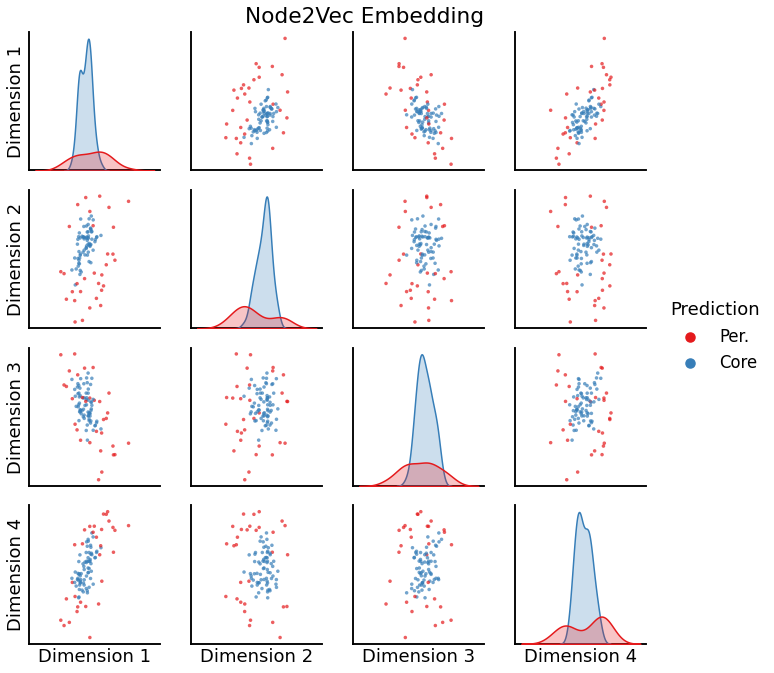 Node2Vec Embedding
Dimension 1
Dimension 2
Dimension 3
Dimension 4
Prediction
Per.
Core
Dimension 1
Dimension 2
Dimension 3
Dimension 4